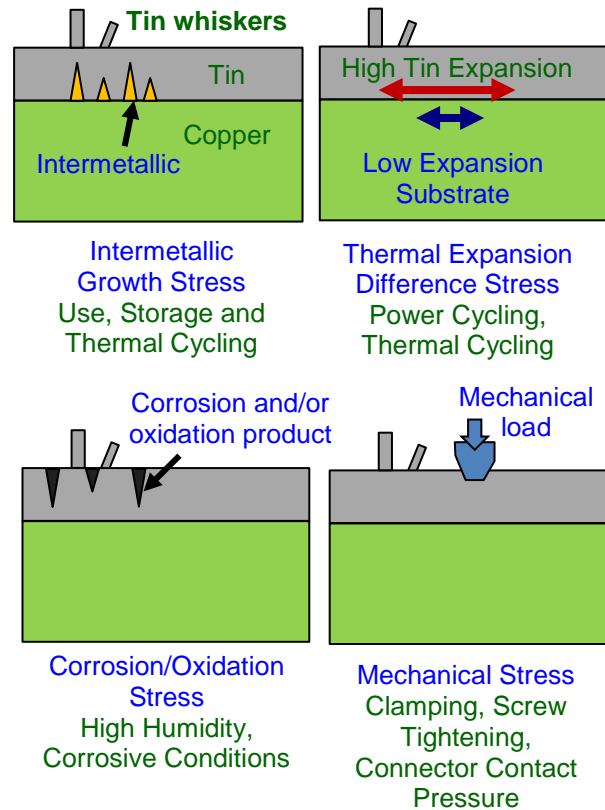 Tin whiskers
Tin
Copper
Intermetallic
Intermetallic
Growth Stress
Use, Storage and
Thermal Cycling
High Tin Expansion
Low Expansion
Substrate
Thermal Expansion
Difference Stress
Power Cycling,
Thermal Cycling
Corrosion and/or
oxidation product
Corrosion/Oxidation
Stress
High Humidity,
Corrosive Conditions
Mechanical
load
Mechanical Stress
Clamping, Screw
Tightening,
Connector Contact
Pressure